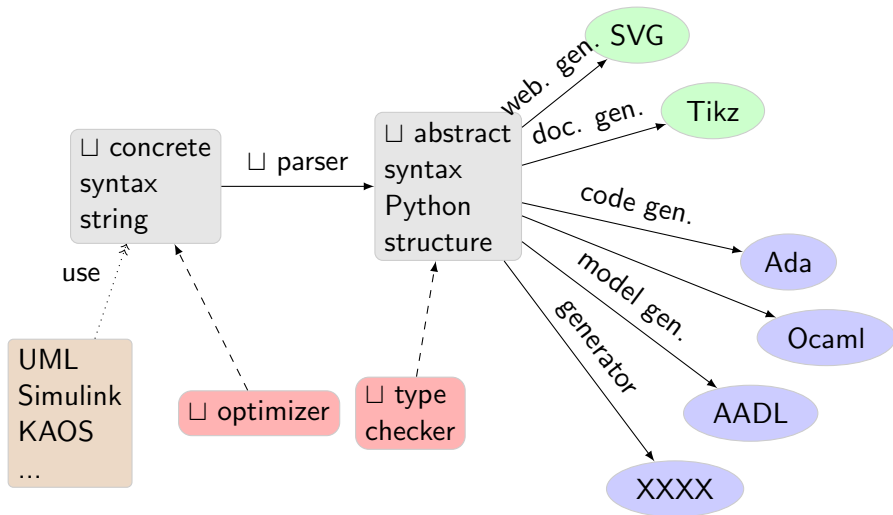 SVG
web. gen.
Tikz
doc. gen.
⊔ concrete
syntax
string
⊔ parser
⊔ abstract
syntax
Python
structure
code gen.
Ada
use
model gen.
Ocaml
generator
UML
Simulink
KAOS
...
⊔ optimizer
⊔ type
checker
AADL
XXXX